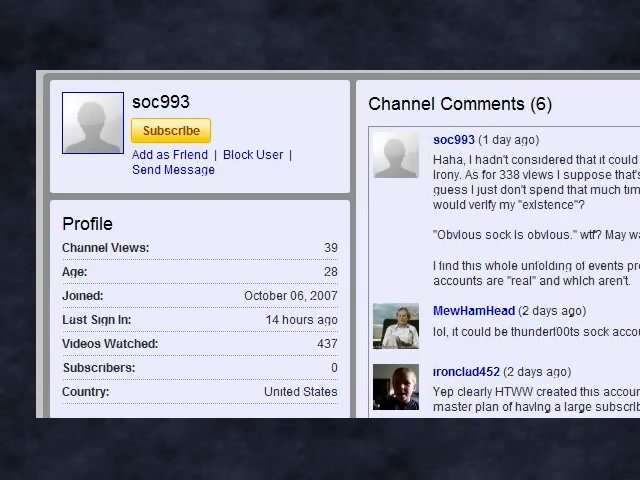 soc993
Subscribe
Add as Friend | Block User |
Send Message
Profile
Channel Views: 39
Age: 28
Joined: October 06, 2007
Last Sign In: 14 hours ago
Videos Watched: 437
Subscribers: 0
Country: United States
Channel Comments (6)
soc993 (1 day ago)
Haha, I hadn't considered that it could
irony. As for 338 views I suppose that's
guess I just don't spend that much tim
would verify my "existence"?
"Obvious sock is obvious." wtf? May wa
I find this whole unfolding of events pr
accounts are "real" and which aren't.
MewHamHead (2 days ago)
lol, it could be thunderf00ts sock accou
ironclad452 (2 days ago)
Yep clearly HTWW created this accoun
master plan of having a large subscrib